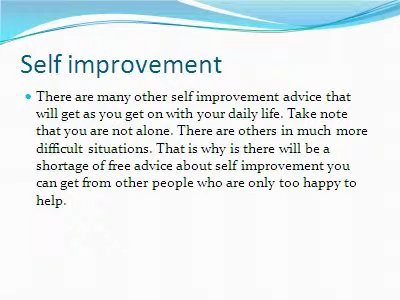 Self improvement
There are many other self improvement advice that
will get as you get on with your daily life. Take note
that you are not alone. There are others in much more
difficult situations. That is why is there will be a
shortage of free advice about self improvement you
can get from other people who are only too happy to
help.